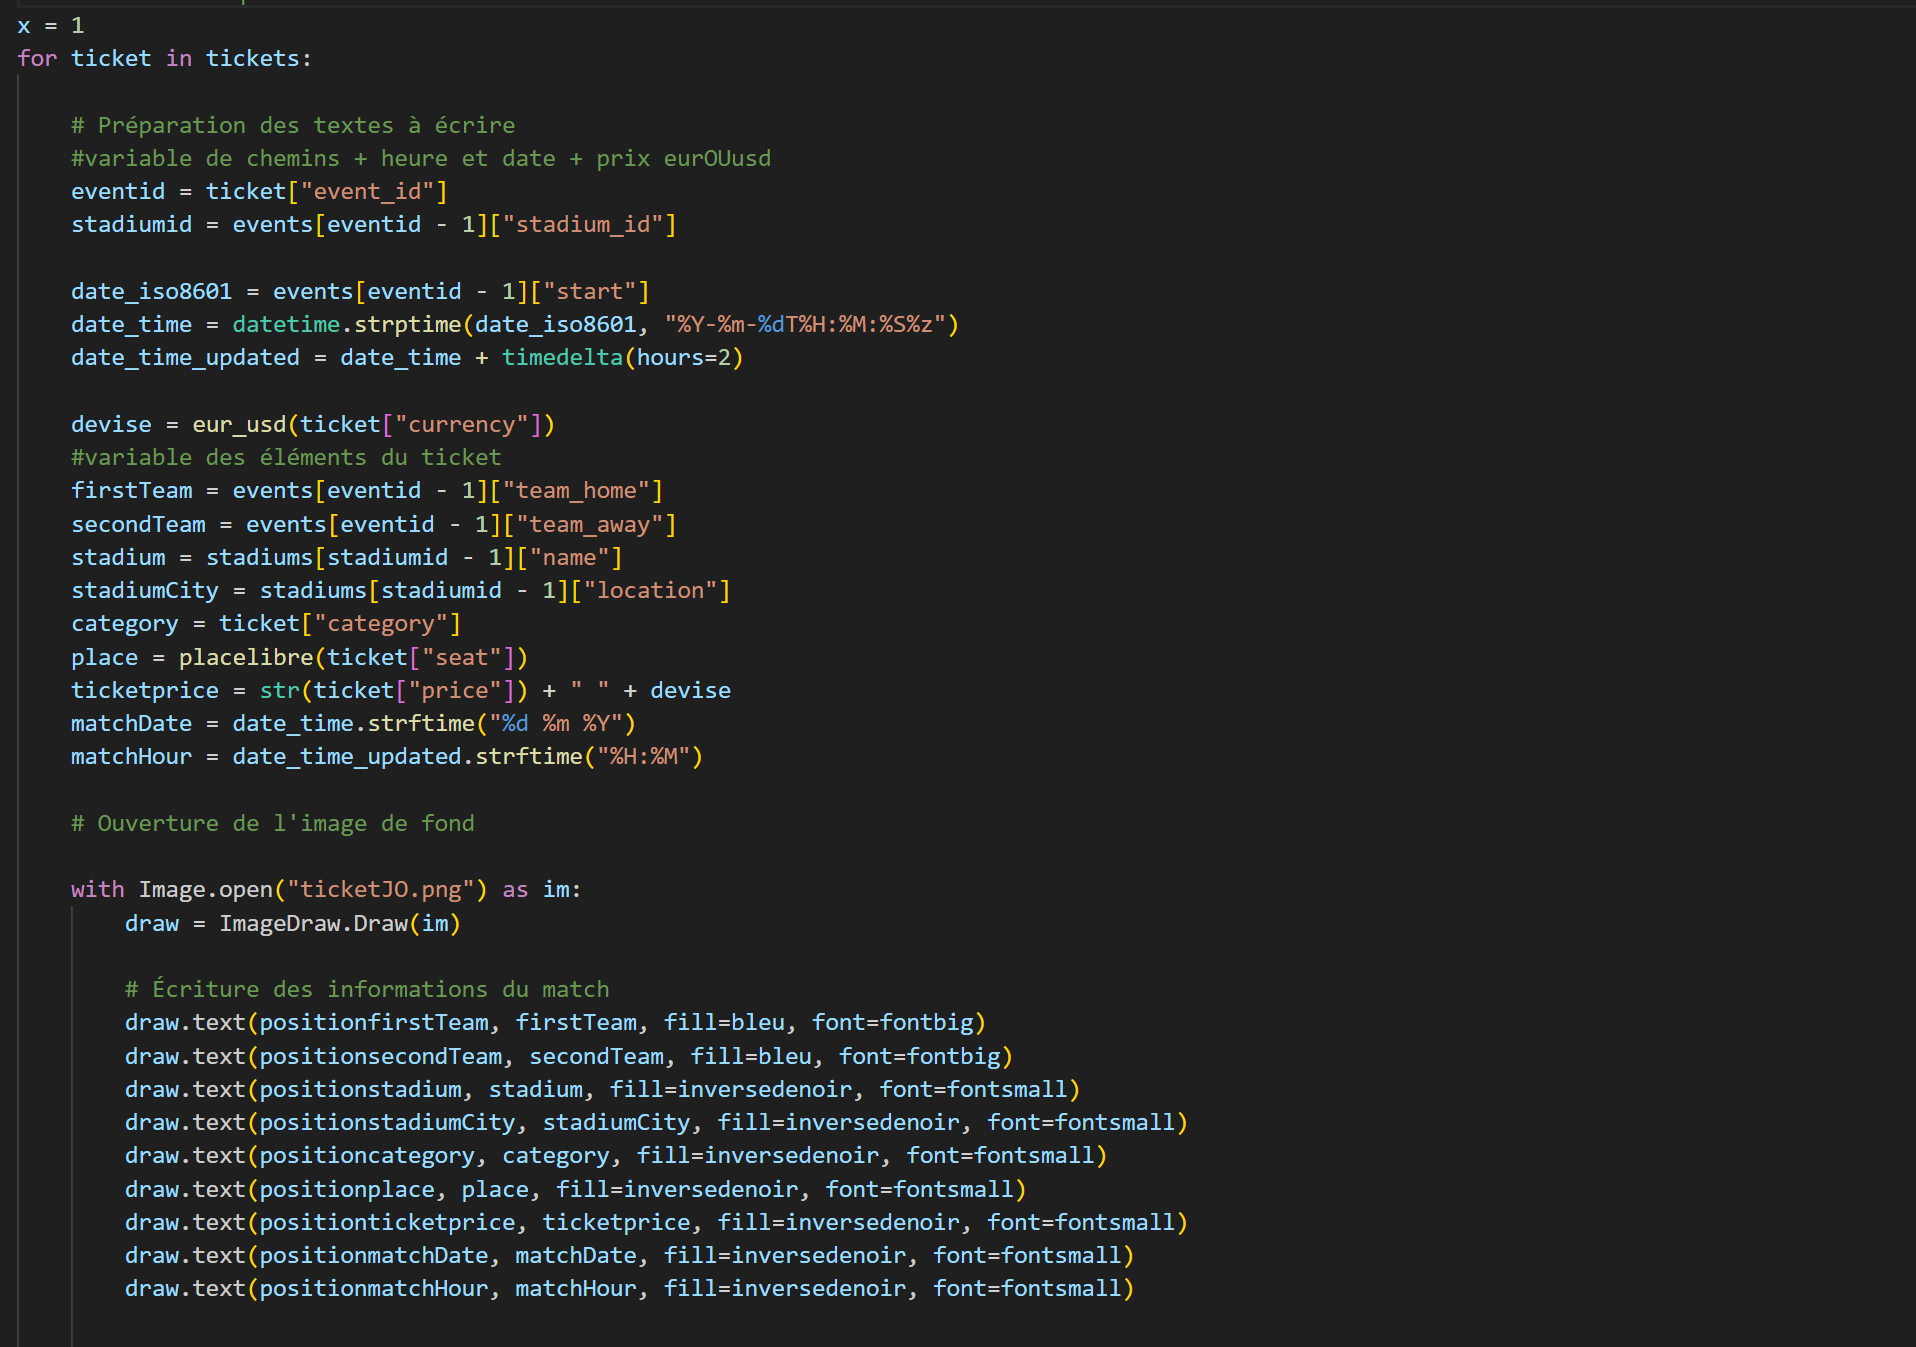 x = 1
for ticket in tickets:
# Préparation des textes à écrire
#variable de chemins + heure et date + prix eurOUusd
eventid = ticket["event_id"]
stadiumid = events[eventid - 1]["stadium_id"]
date_iso8601 = events[eventid - 1]["start"]
date_time = datetime.strptime(date_iso8601, "%Y-%m-%dT%H:%M:%S%z")
date_time_updated = date_time + timedelta(hours=2)
devise = eur_usd(ticket["currency"])
#variable des éléments du ticket
firstTeam = events[eventid - 1]["team_home"]
secondTeam = events[eventid - 1]["team_away"]
stadium = stadiums[stadiumid - 1]["name"]
stadiumCity = stadiums[stadiumid - 1]["location"]
category = ticket["category"]
place = placelibre(ticket["seat"])
ticketprice = str(ticket["price"]) + " " + devise
matchDate = date_time.strftime("%d %m %Y")
matchHour = date_time_updated.strftime("%H:%M")
# Ouverture de l'image de fond
with Image.open("ticketJO.png") as im:
draw = ImageDraw.Draw(im)
# Écriture des informations du match
draw.text(positionfirstTeam, firstTeam, fill=bleu, font=fontbig)
draw.text(positionsecondTeam, secondTeam, fill=bleu, font=fontbig)
draw.text(positionstadium, stadium, fill=inversedenoir, font=fontsmall)
draw.text(positionstadiumCity, stadiumCity, fill=inversedenoir, font=fontsmall)
draw.text(positioncategory, category, fill=inversedenoir, font=fontsmall)
draw.text(positionplace, place, fill=inversedenoir, font=fontsmall)
draw.text(positionticketprice, ticketprice, fill=inversedenoir, font=fontsmall)
draw.text(positionmatchDate, matchDate, fill=inversedenoir, font=fontsmall)
draw.text(positionmatchHour, matchHour, fill=inversedenoir, font=fontsmall)